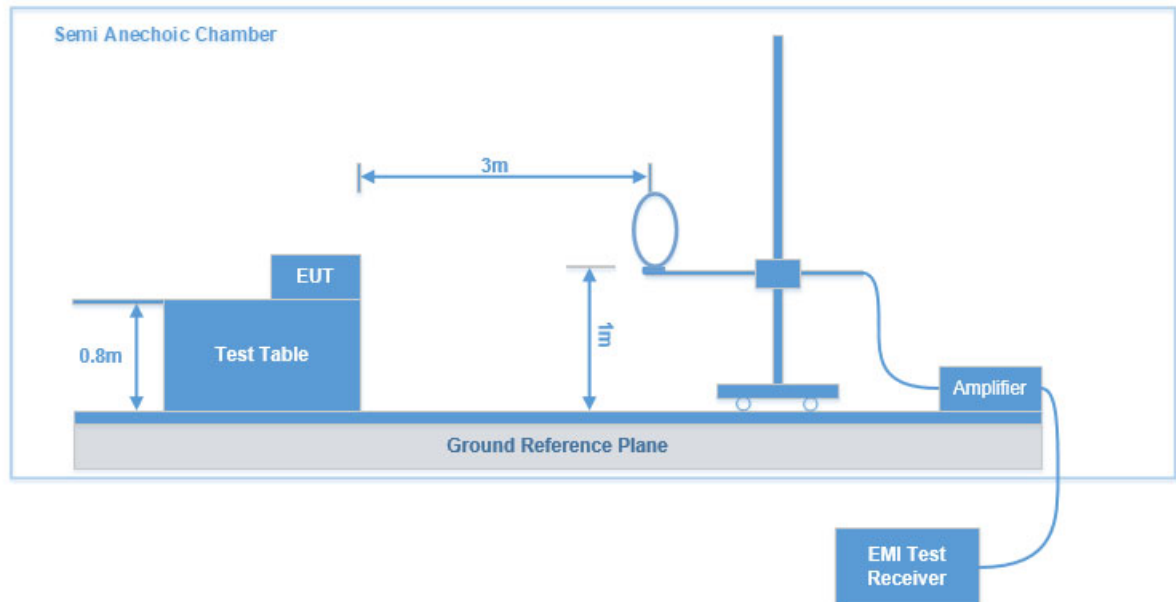 Semi Anechoic Chamber
3m
EUT
1m
0.8m
Test Table
Amplifier
Ground Reference Plane
EMI Test
Receiver